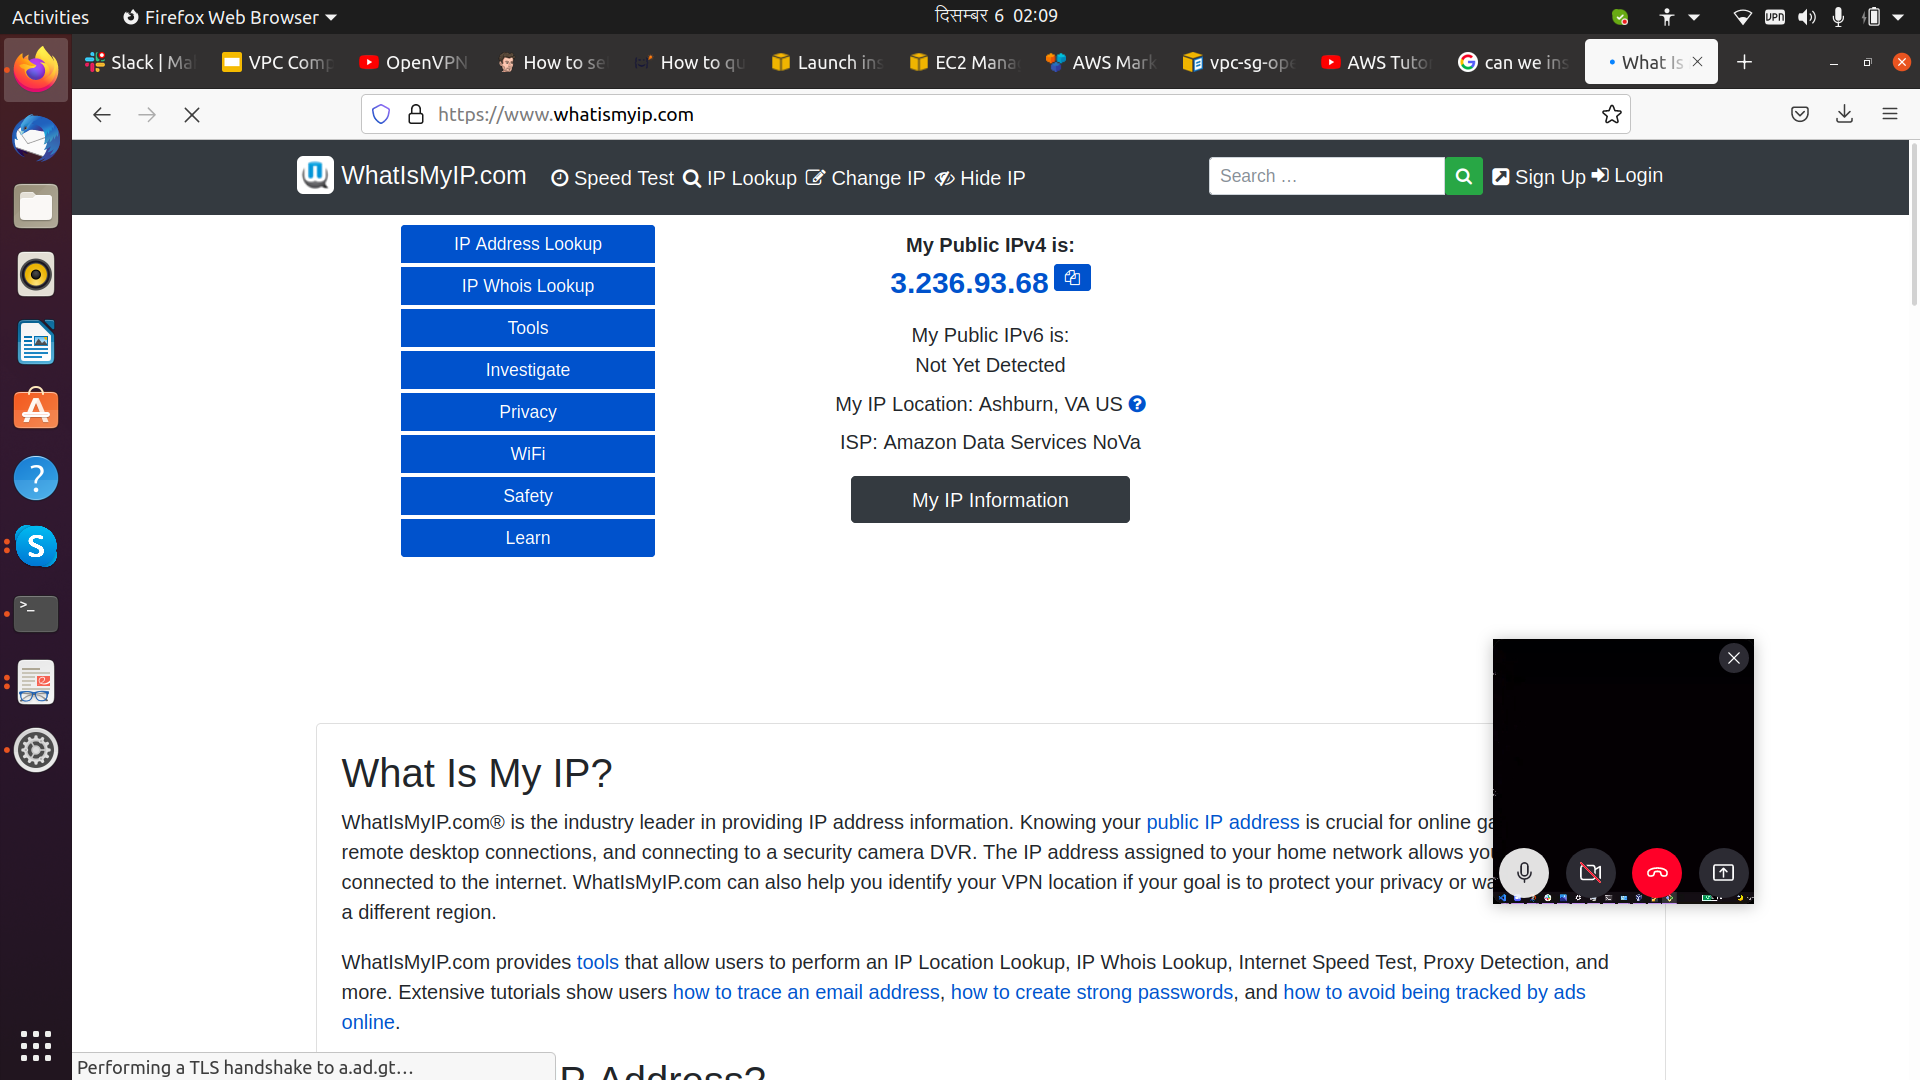 Activities
Firefox Web Browser
दिसम्बर 6 02:09
VPN
Slack | Ma
VPC Comp
OpenVPN
How to se
How to qu
Launch ins
EC2 Mana
AWS Mark
vpc-sg-ope
AWS Tutor
can we ins
What Is
https://www.whatismyip.com
WhatIsMyIP.com
Speed Test
IP Lookup
Change IP
Hide IP
Search …
Sign Up
Login
IP Address Lookup
IP Whois Lookup
Tools
Investigate
Privacy
WiFi
Safety
Learn
My Public IPv4 is:
3.236.93.68
My Public IPv6 is:
Not Yet Detected
My IP Location: Ashburn, VA US
ISP: Amazon Data Services NoVa
My IP Information
What Is My IP?
WhatIsMyIP.com® is the industry leader in providing IP address information. Knowing your public IP address is crucial for online ga
remote desktop connections, and connecting to a security camera DVR. The IP address assigned to your home network allows you
connected to the internet. WhatIsMyIP.com can also help you identify your VPN location if your goal is to protect your privacy or wa
a different region.
WhatIsMyIP.com provides tools that allow users to perform an IP Location Lookup, IP Whois Lookup, Internet Speed Test, Proxy Detection, and
more. Extensive tutorials show users how to trace an email address, how to create strong passwords, and how to avoid being tracked by ads
online.
P Address?
Performing a TLS handshake to a.ad.gt…